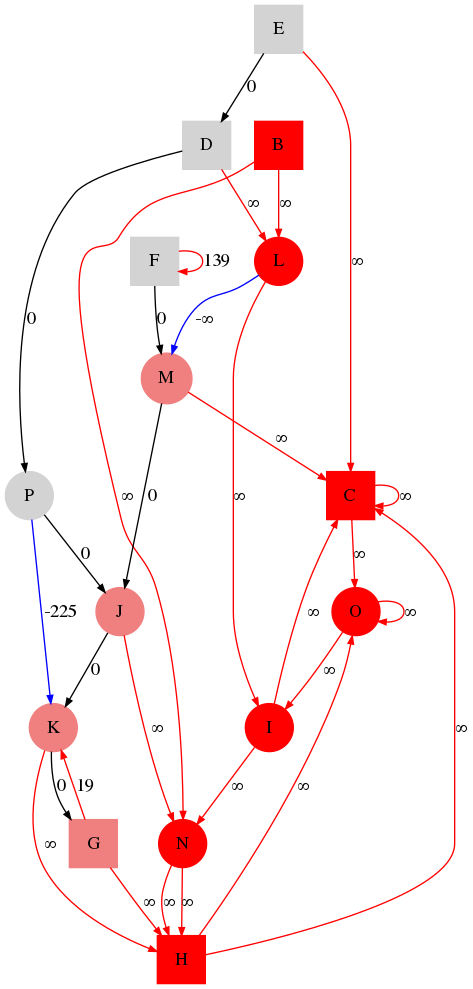 E
0
D B
∞ ∞
F 139 L ∞
0 0 -∞
M
∞
P ∞ 0 C ∞
0 ∞
-225 J O ∞
0 ∞ ∞ ∞
K I
0 19 ∞ ∞ ∞
∞ G N
∞ ∞ ∞
H